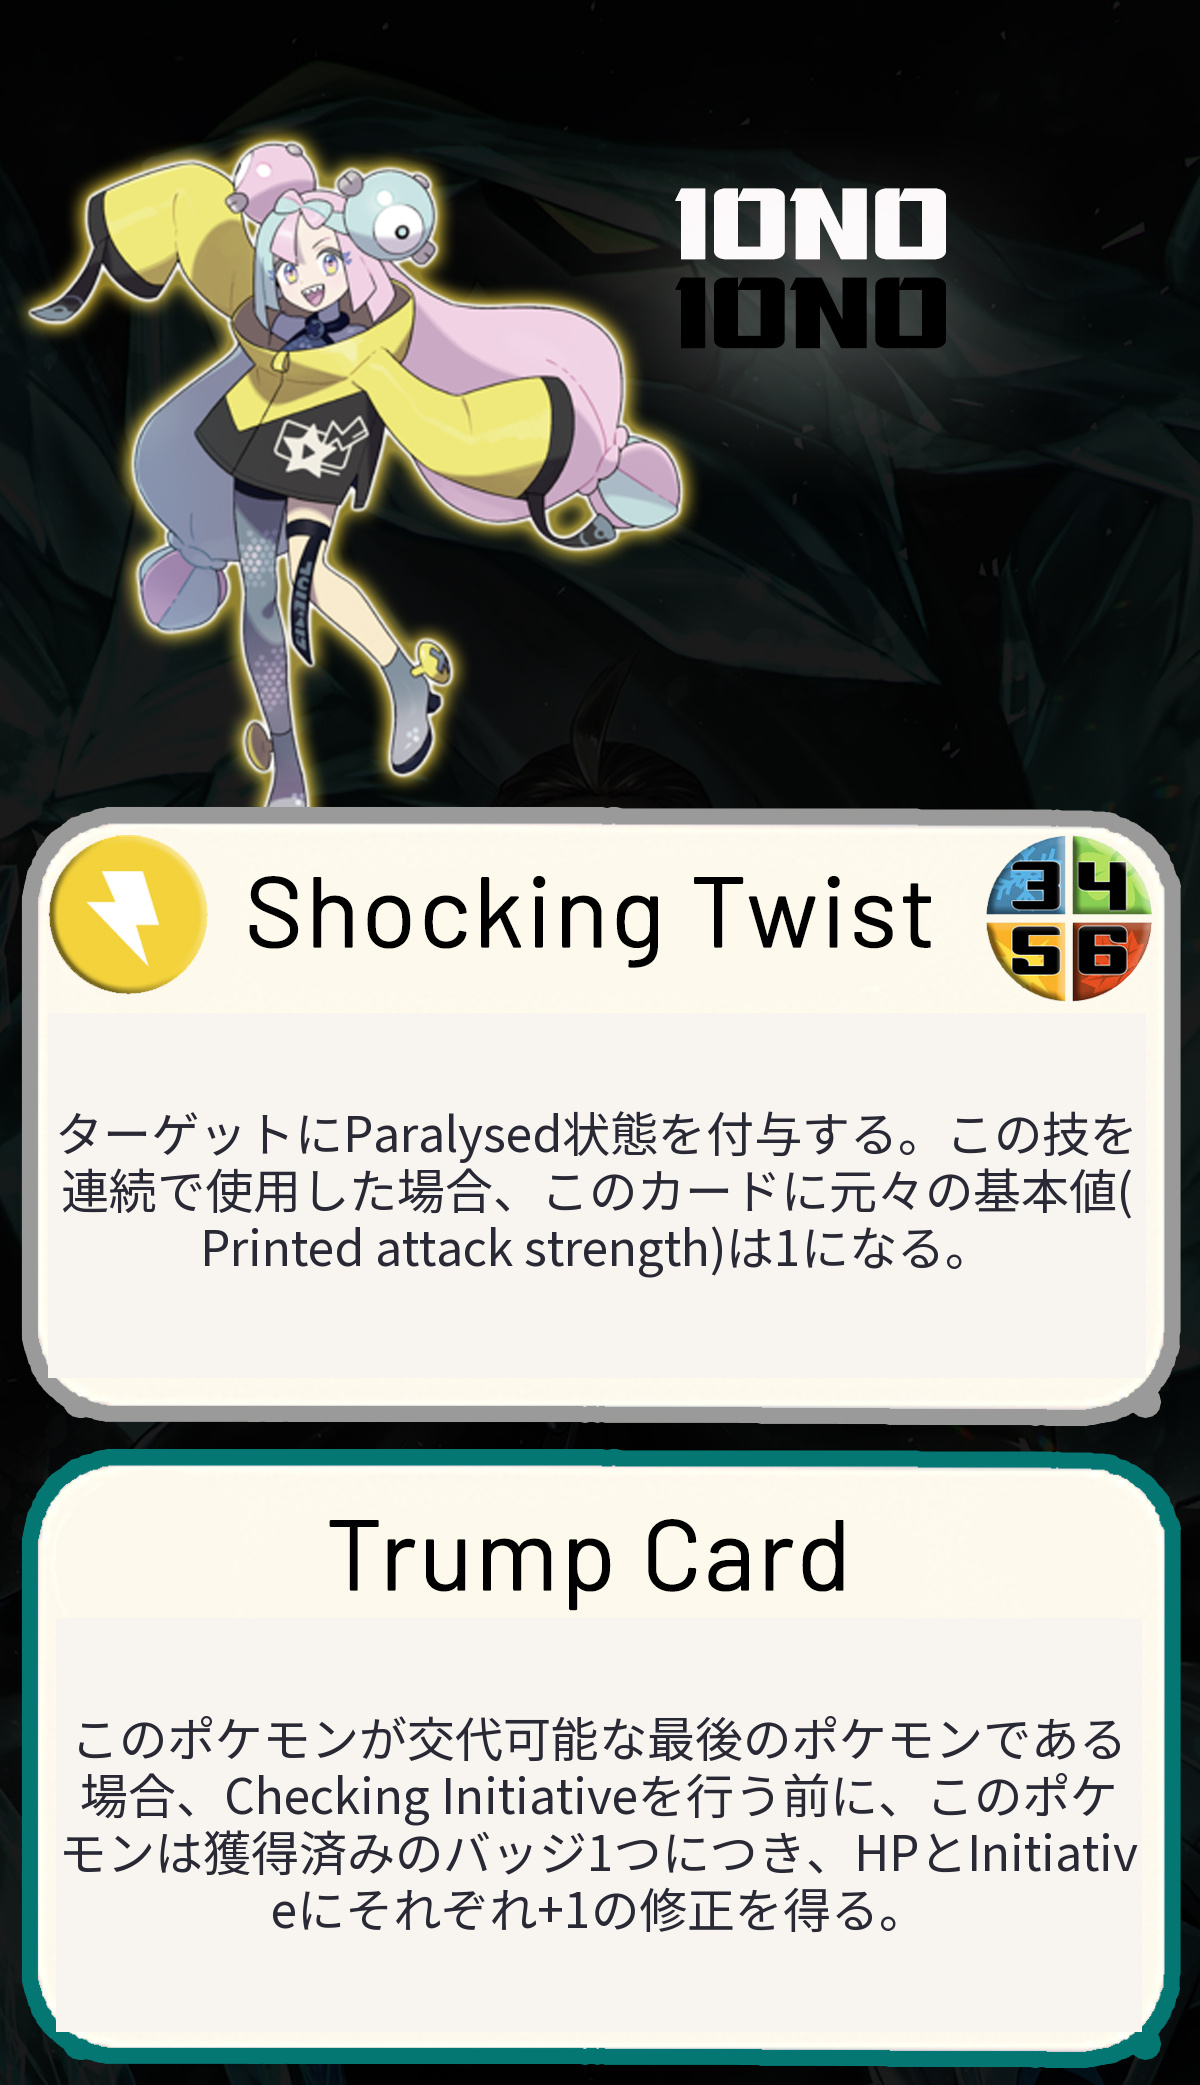 IONO
IONO
Shocking Twist
3 4
5 6
ターゲットにParalysed状態を付与する。この技を
連続で使用した場合、このカードに元々の基本値(
Printed attack strength)は1になる。
Trump Card
このポケモンが交代可能な最後のポケモンである
場合、Checking Initiativeを行う前に、このポケ
モンは獲得済みのバッジ1つにつき、HPとInitiativ
eにそれぞれ+1の修正を得る。